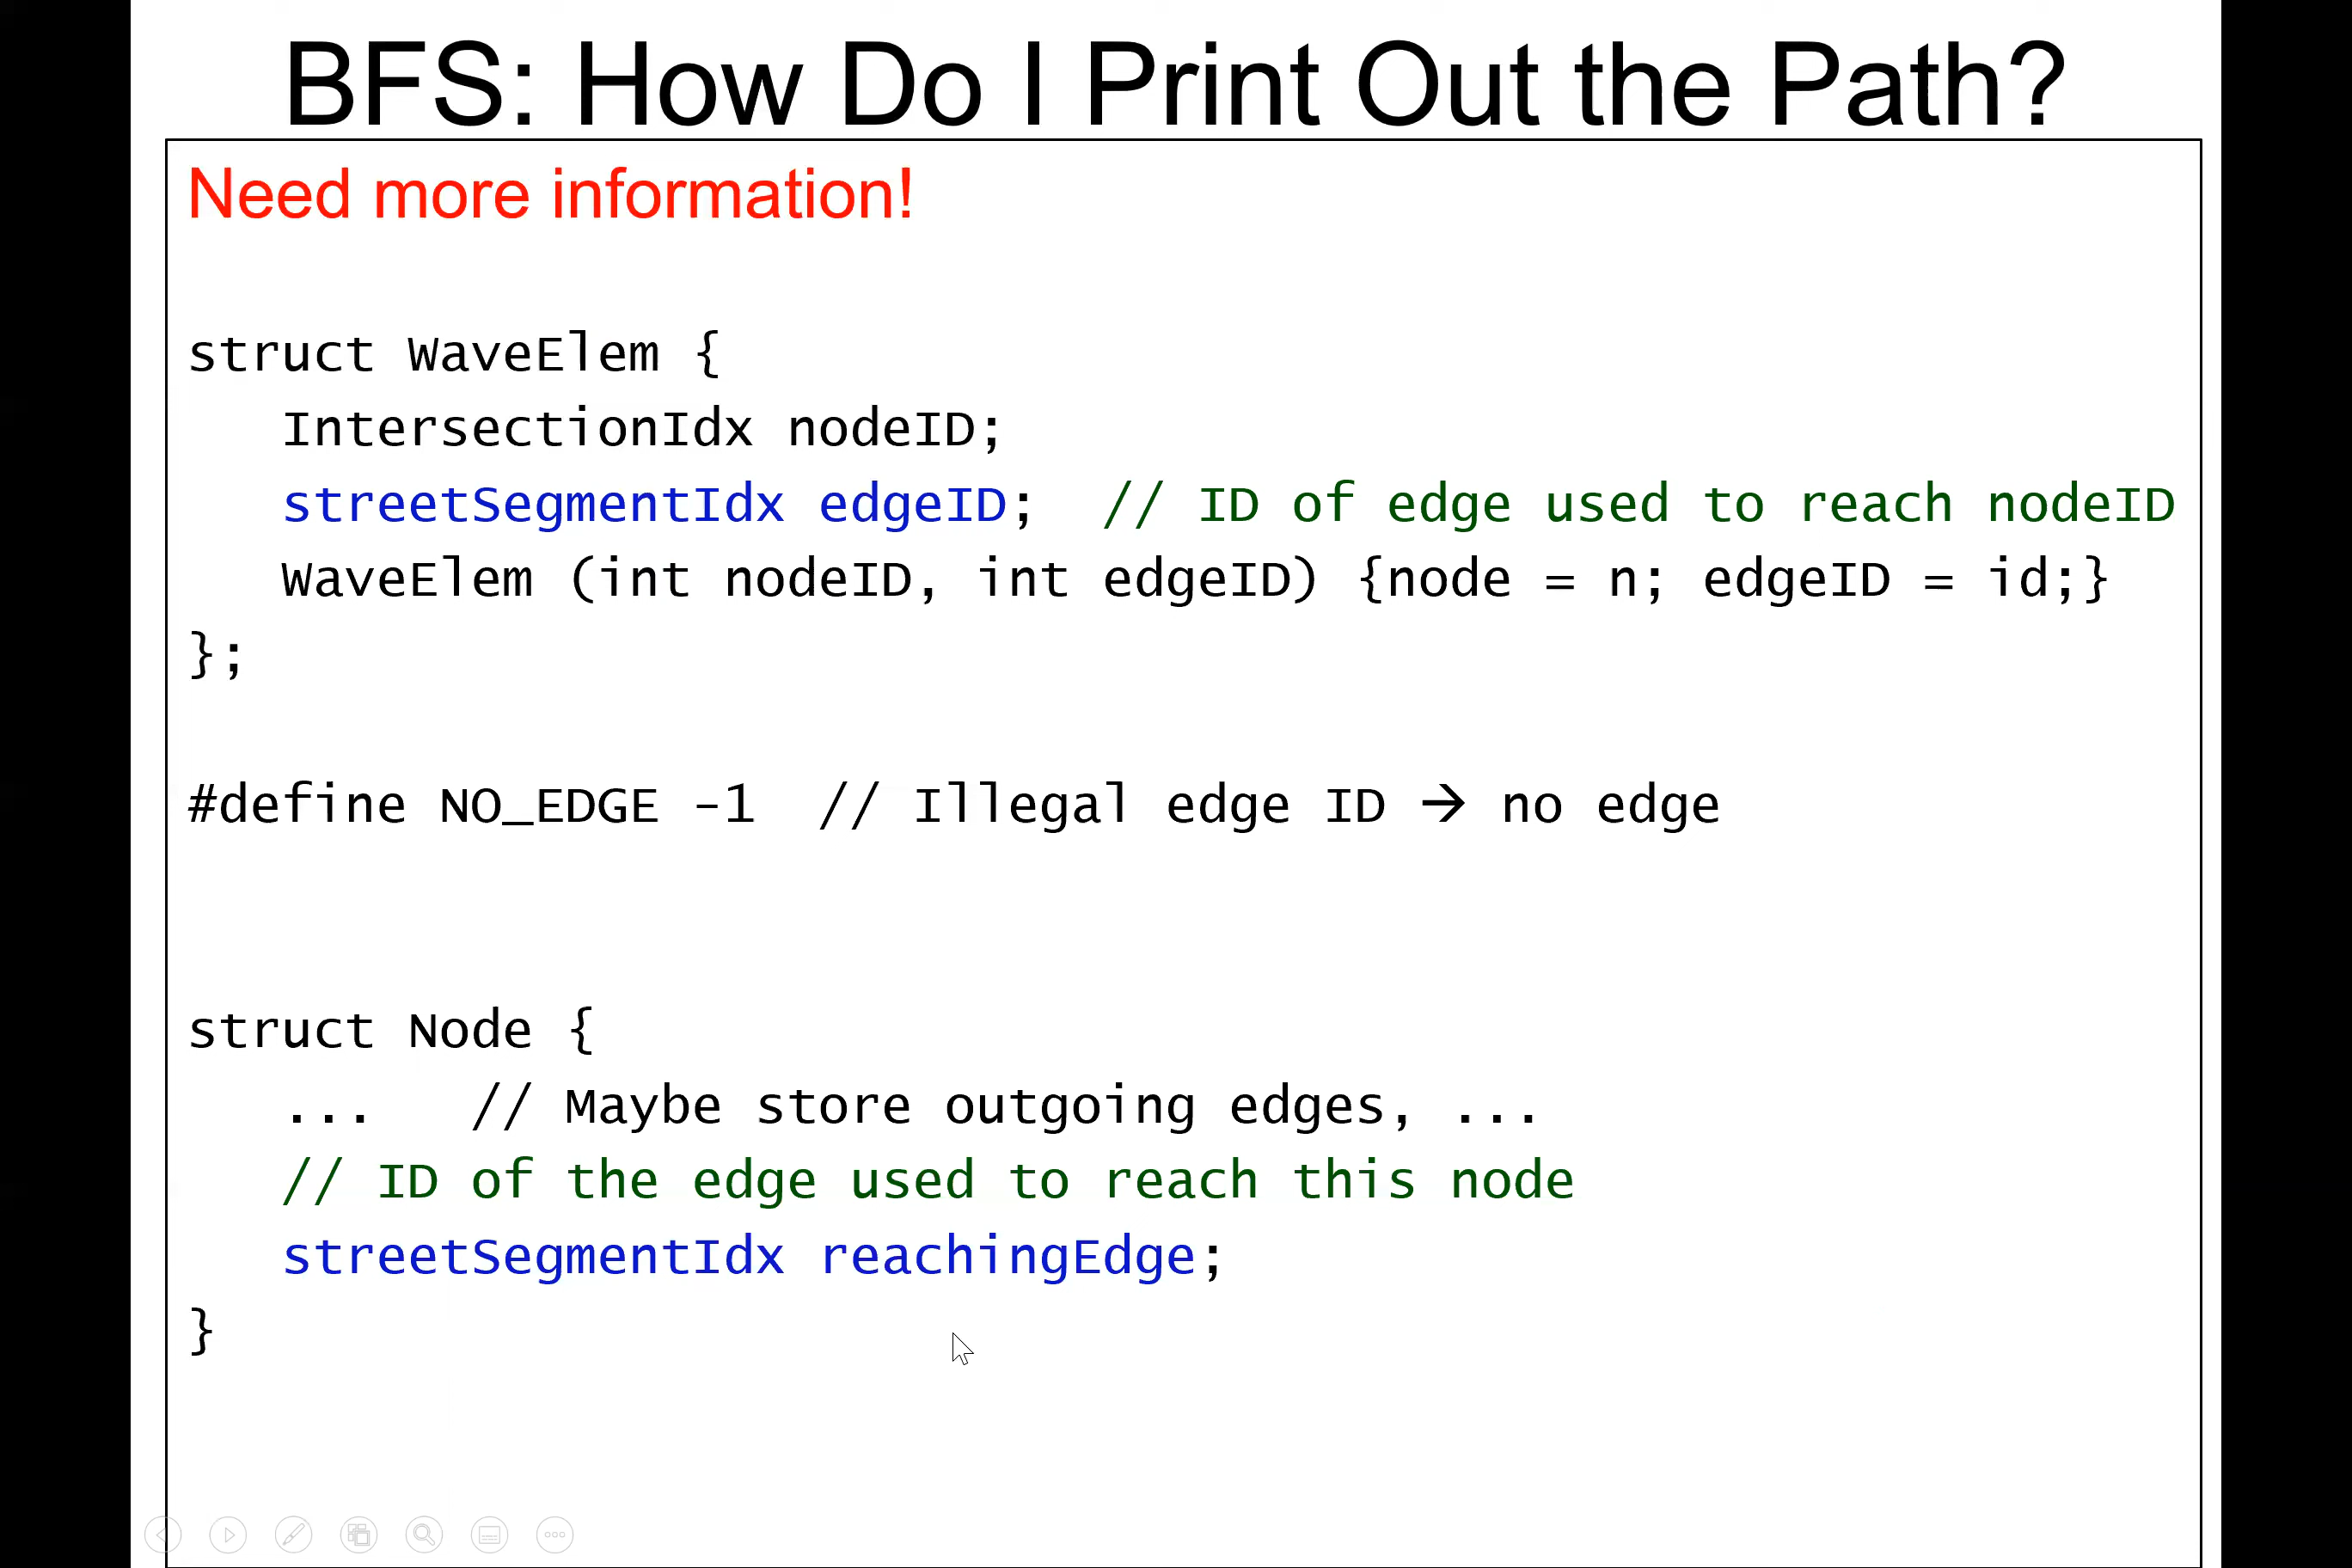 BFS: How Do I Print Out the Path?
Need more information!
struct WaveElem {
IntersectionIdx nodeID;
streetSegmentIdx edgeID; // ID of edge used to reach nodeID
WaveElem (int nodeID, int edgeID) {node = n; edgeID = id;}
};
#define NO_EDGE -1 // Illegal edge ID → no edge
struct Node {
... // Maybe store outgoing edges, ...
// ID of the edge used to reach this node
streetSegmentIdx reachingEdge;
}